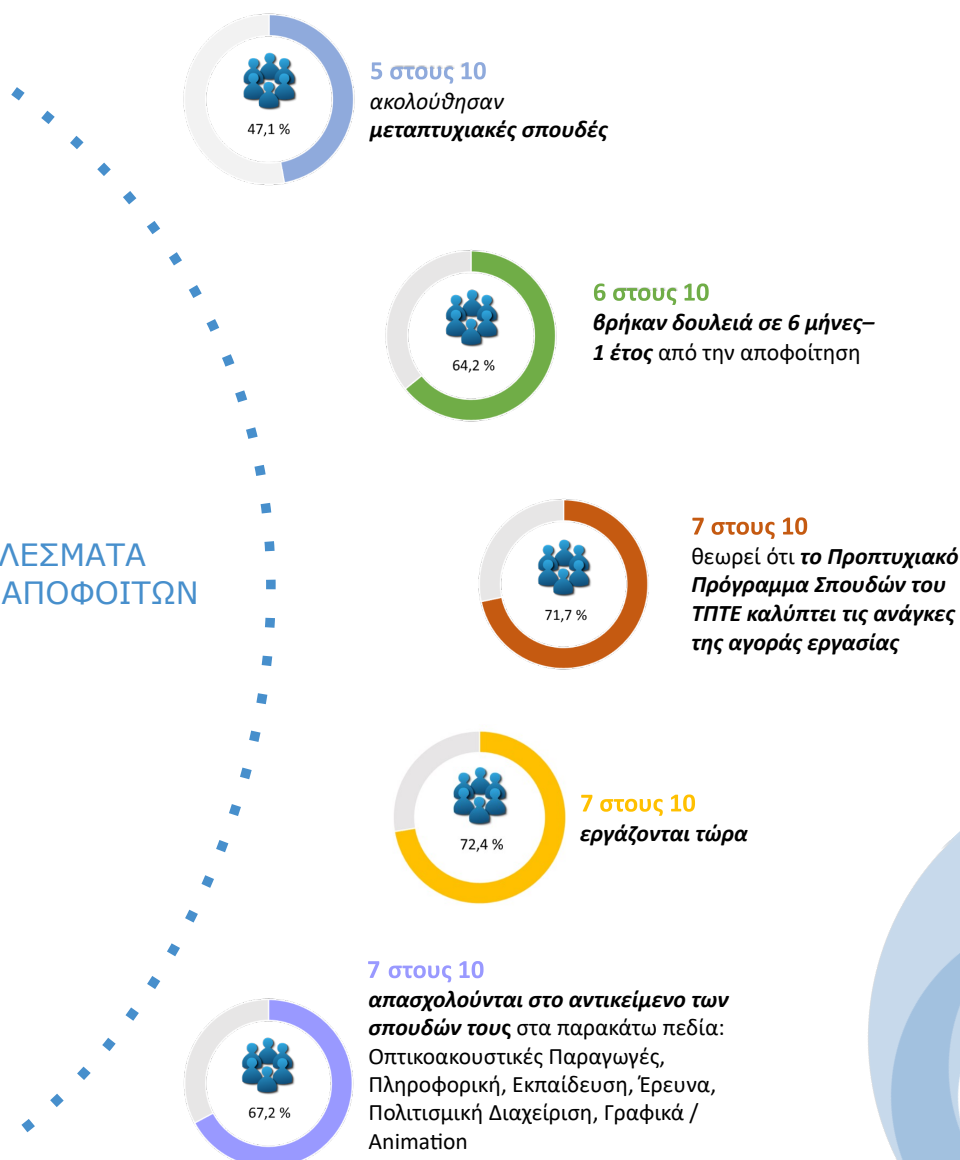 5 στους 10
ακολούθησαν
μεταπτυχιακές σπουδές
47,1 %
6 στους 10
βρήκαν δουλειά σε 6 μήνες–
1 έτος από την αποφοίτηση
64,2 %
ΛΕΣΜΑΤΑ
ΑΠΟΦΟΙΤΩΝ
7 στους 10
θεωρεί ότι το Προπτυχιακό
Πρόγραμμα Σπουδών του
ΤΠΤΕ καλύπτει τις ανάγκες
της αγοράς εργασίας
71,7 %
7 στους 10
εργάζονται τώρα
72,4 %
7 στους 10
απασχολούνται στο αντικείμενο των
σπουδών τους στα παρακάτω πεδία:
Οπτικοακουστικές Παραγωγές,
Πληροφορική, Εκπαίδευση, Έρευνα,
Πολιτισμική Διαχείριση, Γραφικά /
Animation
67,2 %